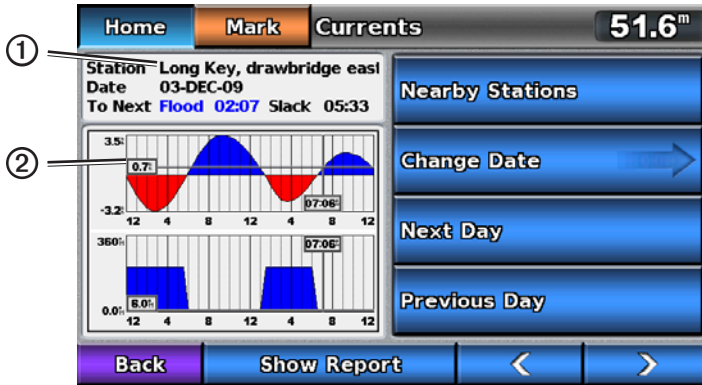 Home Mark Currents 51.6m
① Station Long Key, drawbridge east
Date 03-DEC-09
To Next Flood 02:07 Slack 05:33
Nearby Stations
②
3.5
0.7
-3.2
07:06
12 4 8 12 4 8 12
Change Date
Next Day
360
07:06
0.0
6.0
12 4 8 12 4 8 12
Previous Day
Back Show Report < >